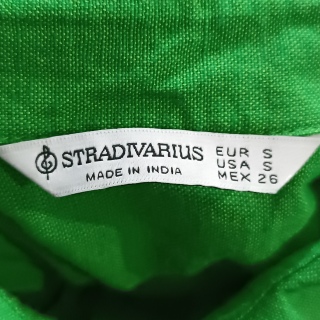 STRADIVARIUS
MADE IN INDIA
EUR S
USA S
MEX 26